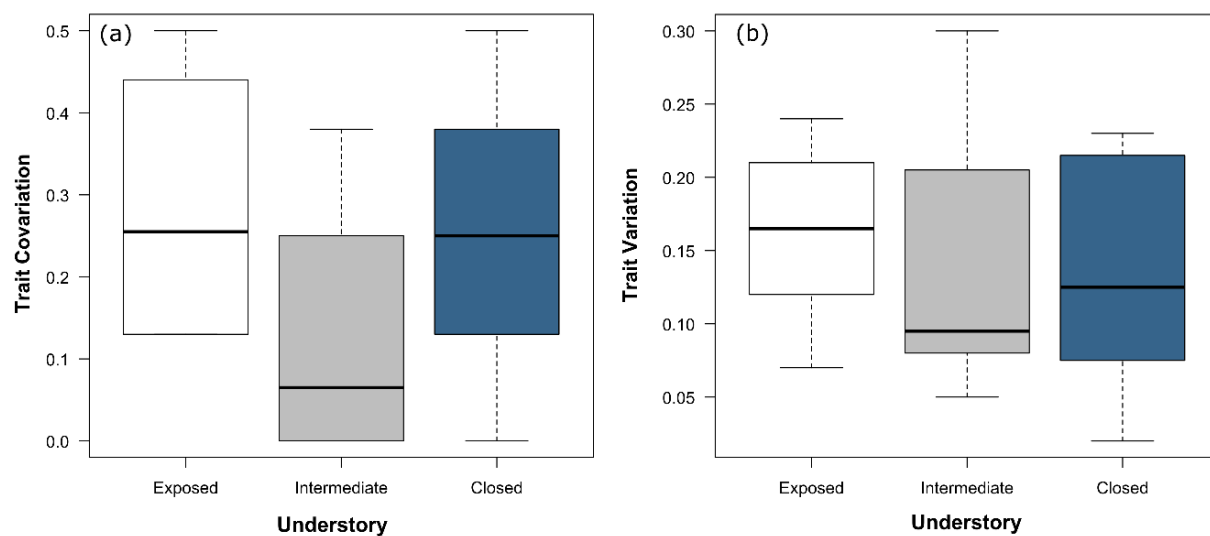 (a)
Trait Covariation
0.5
0.4
0.3
0.2
0.1
0.0
Exposed Intermediate Closed
Understory
(b)
Trait Variation
0.30
0.25
0.20
0.15
0.10
0.05
Exposed Intermediate Closed
Understory